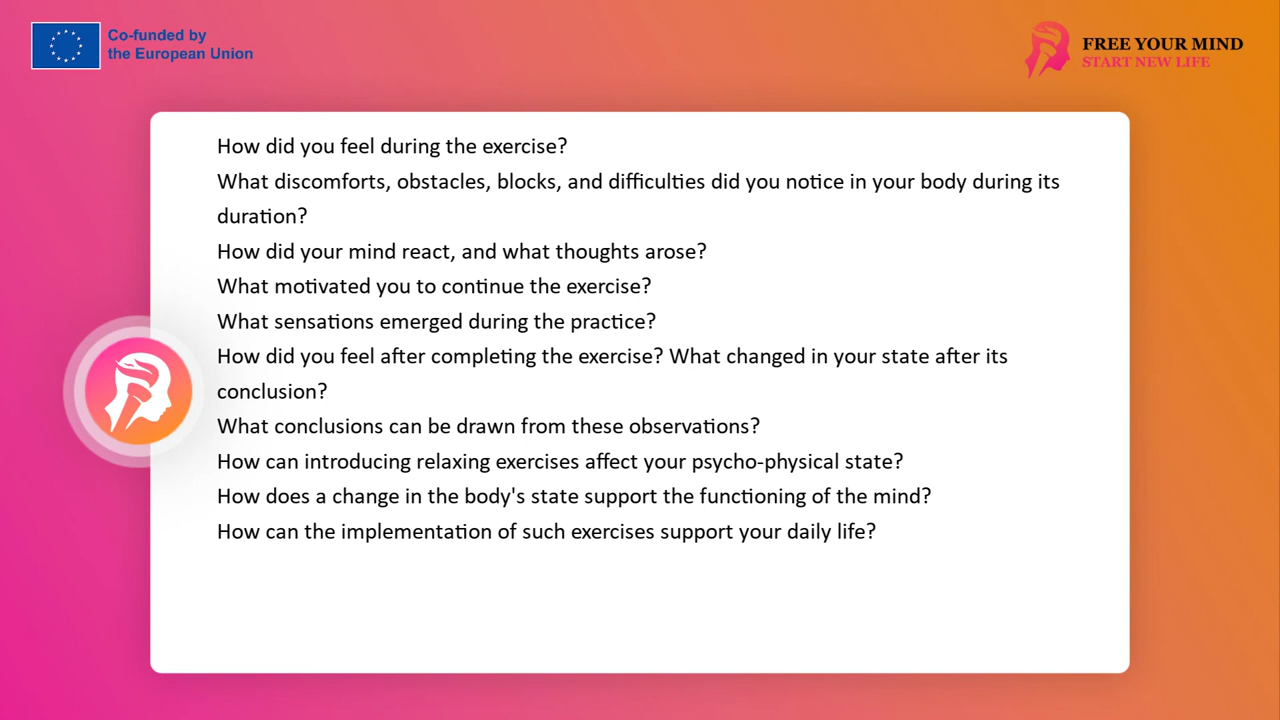 Co-funded by
the European Union
FREE YOUR MIND
START NEW LIFE
How did you feel during the exercise?
What discomforts, obstacles, blocks, and difficulties did you notice in your body during its
duration?
How did your mind react, and what thoughts arose?
What motivated you to continue the exercise?
What sensations emerged during the practice?
How did you feel after completing the exercise? What changed in your state after its
conclusion?
What conclusions can be drawn from these observations?
How can introducing relaxing exercises affect your psycho-physical state?
How does a change in the body's state support the functioning of the mind?
How can the implementation of such exercises support your daily life?